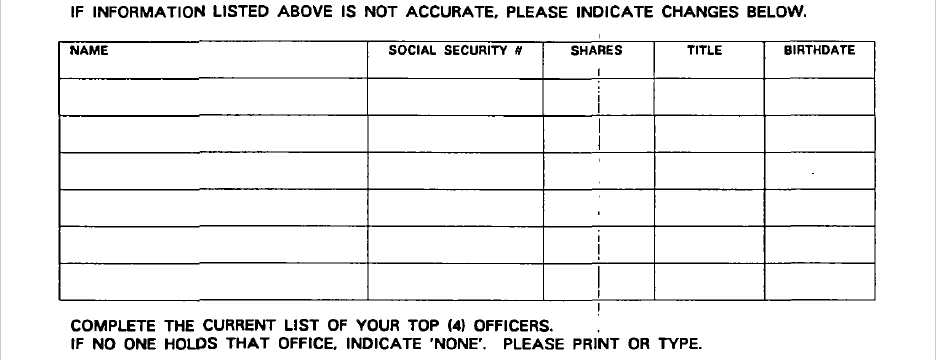 IF INFORMATION LISTED ABOVE IS NOT ACCURATE, PLEASE INDICATE CHANGES BELOW.
NAME SOCIAL SECURITY # SHARES TITLE BIRTHDATE
COMPLETE THE CURRENT LIST OF YOUR TOP (4) OFFICERS.
IF NO ONE HOLDS THAT OFFICE, INDICATE 'NONE'. PLEASE PRINT OR TYPE.